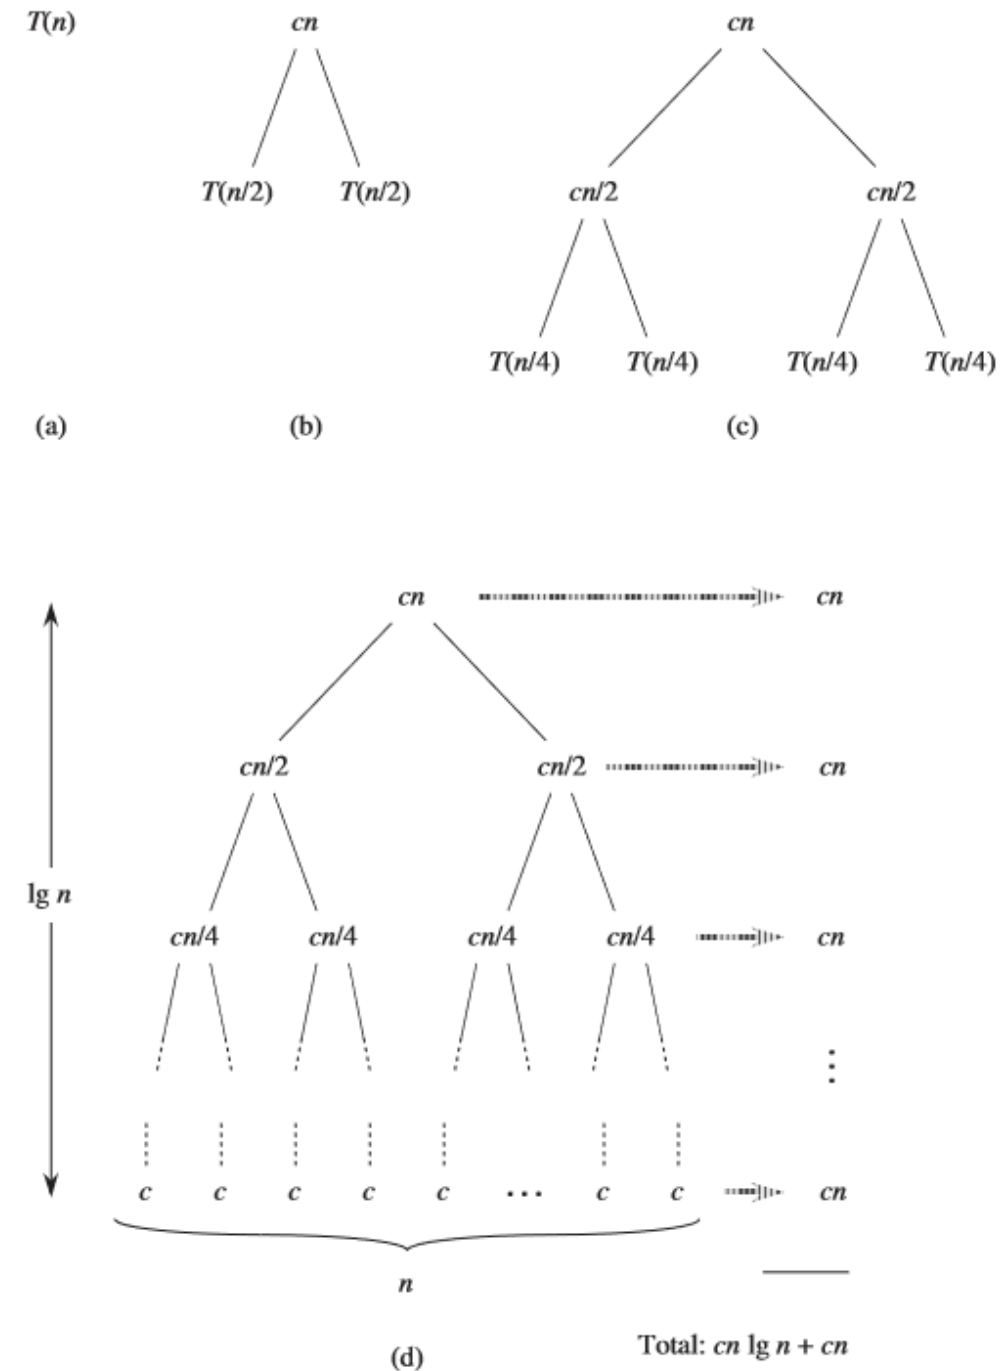 T(n) cn cn
T(n/2) T(n/2) cn/2 cn/2
T(n/4) T(n/4) T(n/4) T(n/4)
(a) (b) (c)
cn cn
cn/2 cn/2 cn
lg n
cn/4 cn/4 cn/4 cn/4 cn
⋮
c c c c c ... c c cn
n
Total: cn lg n + cn
(d)